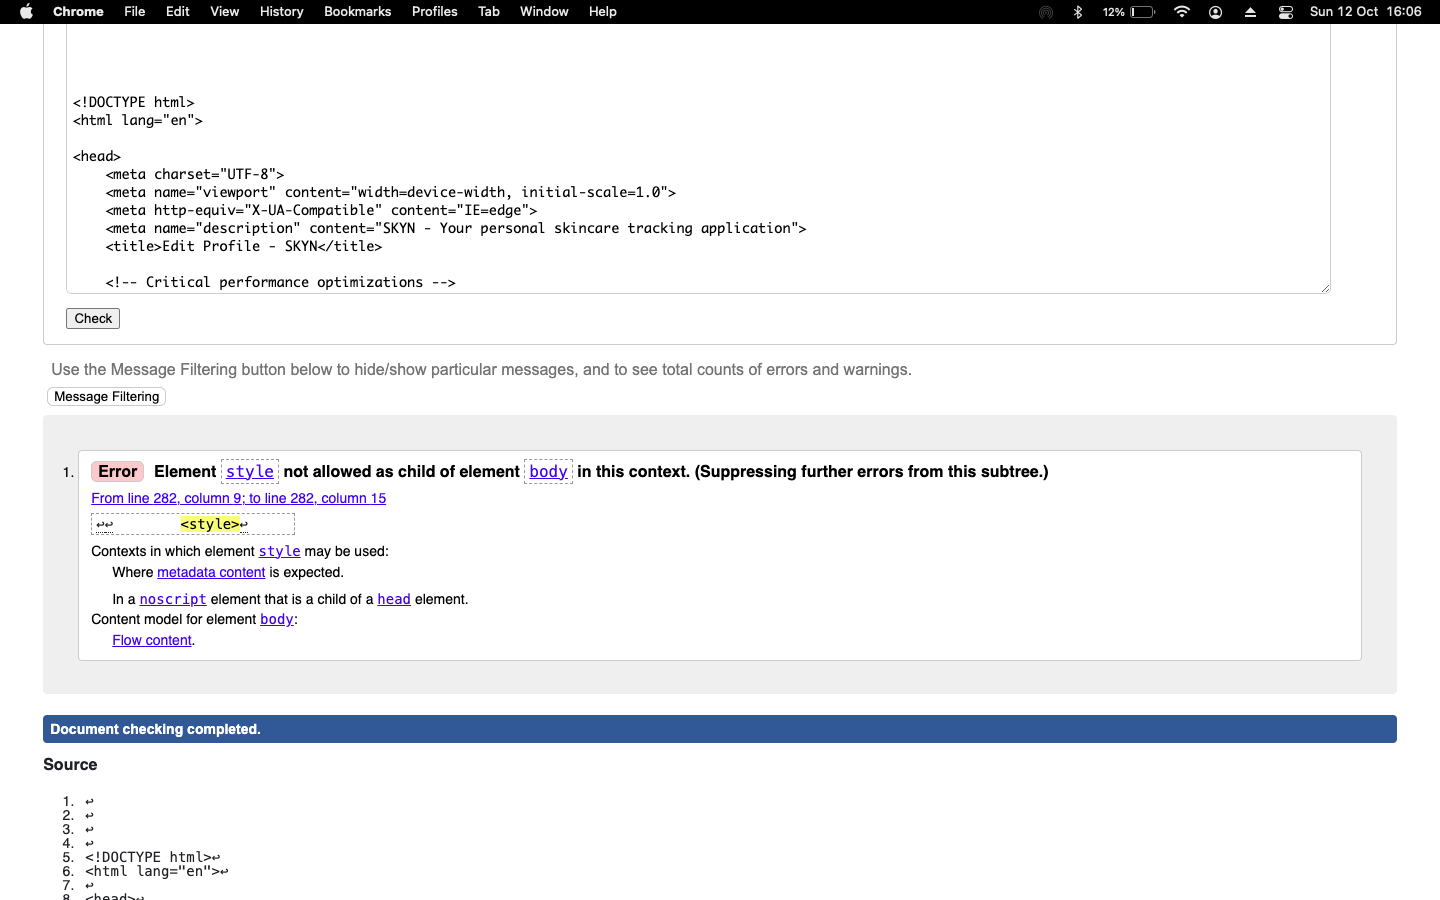 Chrome File Edit View History Bookmarks Profiles Tab Window Help 12% Sun 12 Oct 16:06
<!DOCTYPE html>
<html lang="en">
<head>
<meta charset="UTF-8">
<meta name="viewport" content="width=device-width, initial-scale=1.0">
<meta http-equiv="X-UA-Compatible" content="IE=edge">
<meta name="description" content="SKYN - Your personal skincare tracking application">
<title>Edit Profile - SKYN</title>
<!-- Critical performance optimizations -->
Check
Use the Message Filtering button below to hide/show particular messages, and to see total counts of errors and warnings.
Message Filtering
1. Error Element style not allowed as child of element body in this context. (Suppressing further errors from this subtree.)
From line 282, column 9; to line 282, column 15
↩↩ <style>↩
Contexts in which element style may be used:
Where metadata content is expected.
In a noscript element that is a child of a head element.
Content model for element body:
Flow content.
Document checking completed.
Source
1. ↩
2. ↩
3. ↩
4. ↩
5. <!DOCTYPE html>↩
6. <html lang="en">↩
7. ↩
8. <head>↩